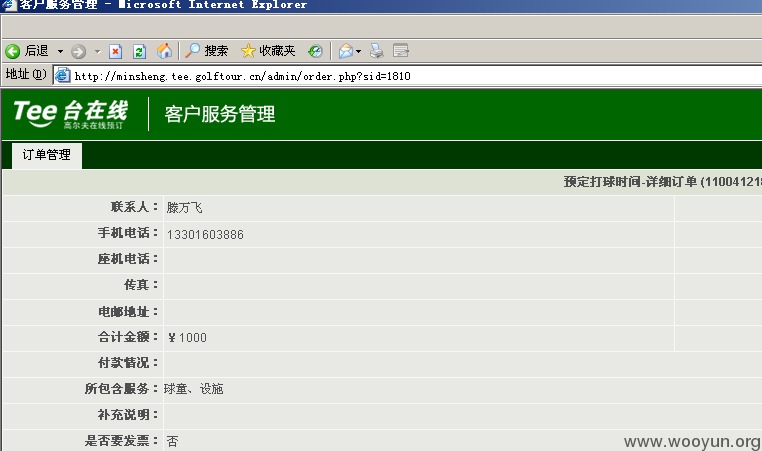 客户服务管理 - Microsoft Internet Explorer
后退 搜索 收藏夹
地址(D) http://minsheng.tee.golftour.cn/admin/order.php?sid=1810
Tee 台在线 客户服务管理
高尔夫在线预订
订单管理
预定打球时间-详细订单 (110041218
联系人： 滕万飞
手机电话： 13301603886
座机电话：
传真：
电邮地址：
合计金额： ￥1000
付款情况：
所包含服务： 球童、设施
补充说明：
是否要发票： 否
www.wooyun.org